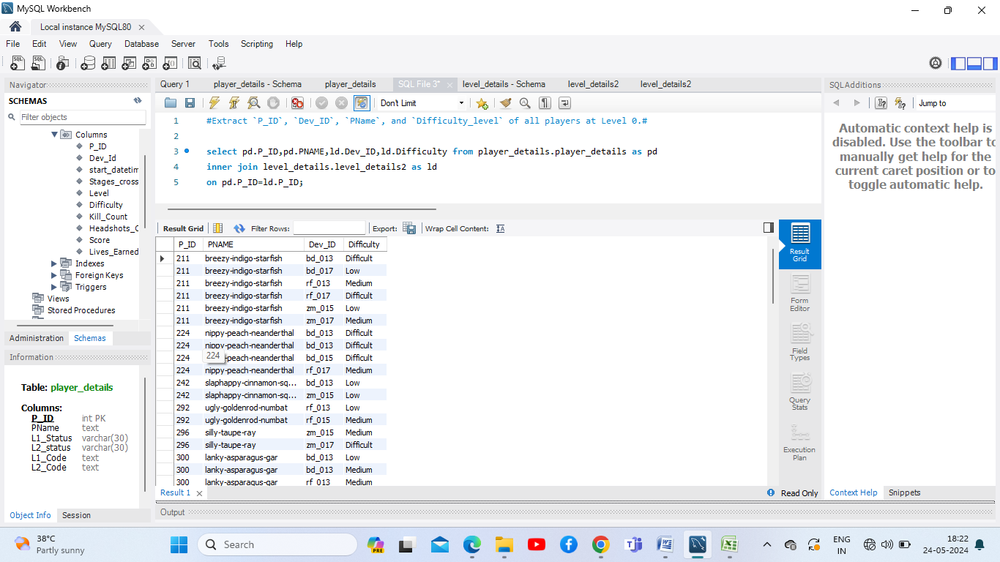 MySQL Workbench
Local instance MySQL80
File Edit View Query Database Server Tools Scripting Help
Navigator
SCHEMAS
Filter objects
Columns
P_ID
Dev_Id
start_datetim
Stages_cross
Level
Difficulty
Kill_Count
Headshots_C
Score
Lives_Earned
Indexes
Foreign Keys
Triggers
Views
Stored Procedures
Administration Schemas
Information
Table: player_details
Columns:
P_ID int PK
PName text
L1_Status varchar(30)
L2_status varchar(30)
L1_Code text
L2_Code text
Object Info Session
Query 1 player_details - Schema player_details SQL File 3* level_details - Schema level_details2 level_details2
Don't Limit
1 #Extract `P_ID`, `Dev_ID`, `PName`, and `Difficulty_level` of all players at Level 0.#
2
3 select pd.P_ID,pd.PNAME,ld.Dev_ID,ld.Difficulty from player_details.player_details as pd
4 inner join level_details.level_details2 as ld
5 on pd.P_ID=ld.P_ID;
Result Grid Filter Rows: Export: Wrap Cell Content:
P_ID PNAME Dev_ID Difficulty
211 breezy-indigo-starfish bd_013 Difficult
211 breezy-indigo-starfish bd_017 Low
211 breezy-indigo-starfish rf_013 Medium
211 breezy-indigo-starfish rf_017 Difficult
211 breezy-indigo-starfish zm_015 Low
211 breezy-indigo-starfish zm_017 Medium
224 nippy-peach-neanderthal bd_013 Difficult
224 nippy-peach-neanderthal bd_013 Difficult
224 224 -peach-neanderthal bd_015 Difficult
224 nippy-peach-neanderthal rf_017 Medium
242 slaphappy-cinnamon-sq... bd_013 Low
242 slaphappy-cinnamon-sq... zm_015 Low
292 ugly-goldenrod-numbat rf_013 Low
292 ugly-goldenrod-numbat rf_015 Medium
296 silly-taupe-ray zm_015 Medium
296 silly-taupe-ray zm_017 Difficult
300 lanky-asparagus-gar bd_013 Low
300 lanky-asparagus-gar bd_013 Medium
300 lanky-asparagus-gar rf_013 Medium
Result 1
Read Only
Output
Result
Grid
Form
Editor
Field
Types
Query
Stats
Execution
Plan
SQLAdditions
Jump to
Automatic context help is
disabled. Use the toolbar to
manually get help for the
current caret position or to
toggle automatic help.
Context Help Snippets
38°C
Partly sunny
Search
PRE
ENG
IN
18:22
24-05-2024